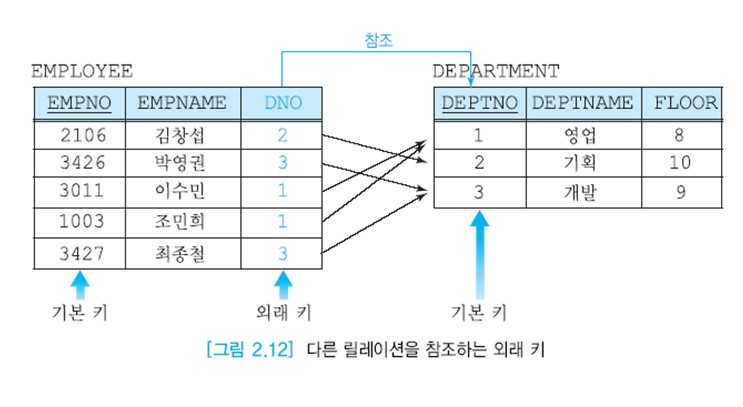 참조
EMPLOYEE
EMPNO EMPNAME DNO
2106 김창섭 2
3426 박영권 3
3011 이수민 1
1003 조민희 1
3427 최종철 3
기본 키 외래 키
DEPARTMENT
DEPTNO DEPTNAME FLOOR
1 영업 8
2 기획 10
3 개발 9
기본 키
[그림 2.12] 다른 릴레이션을 참조하는 외래 키